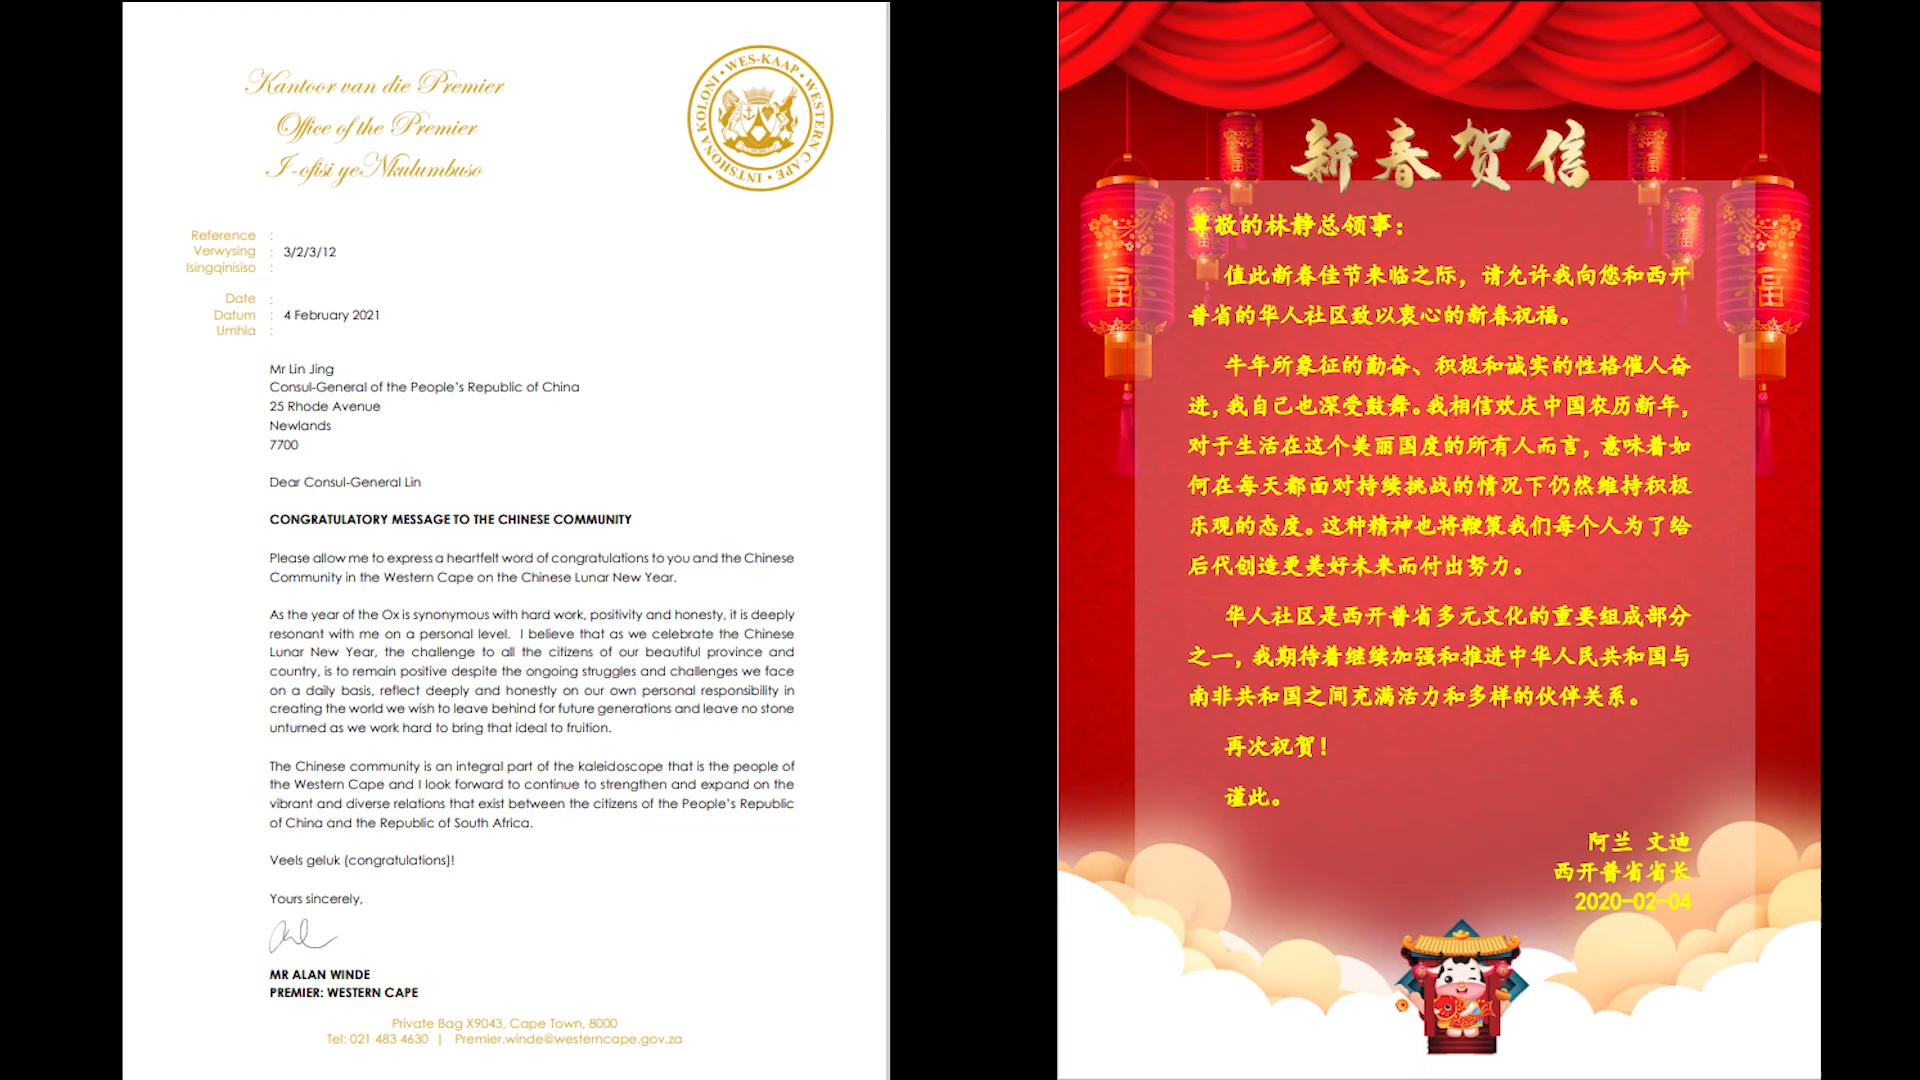 Kantoor van die Premier
Office of the Premier
I-ofisi yeNkulumbuso
WES-KAAP • WESTERN CAPE • INTSHONA KOLONI •
Reference :
Verwysing : 3/2/3/12
Isingqinisiso :
Date :
Datum : 4 February 2021
Umhla :
Mr Lin Jing
Consul-General of the People's Republic of China
25 Rhode Avenue
Newlands
7700
Dear Consul-General Lin
CONGRATULATORY MESSAGE TO THE CHINESE COMMUNITY
Please allow me to express a heartfelt word of congratulations to you and the Chinese
Community in the Western Cape on the Chinese Lunar New Year.
As the year of the Ox is synonymous with hard work, positivity and honesty, it is deeply
resonant with me on a personal level. I believe that as we celebrate the Chinese
Lunar New Year, the challenge to all the citizens of our beautiful province and
country, is to remain positive despite the ongoing struggles and challenges we face
on a daily basis, reflect deeply and honestly on our own personal responsibility in
creating the world we wish to leave behind for future generations and leave no stone
unturned as we work hard to bring that ideal to fruition.
The Chinese community is an integral part of the kaleidoscope that is the people of
the Western Cape and I look forward to continue to strengthen and expand on the
vibrant and diverse relations that exist between the citizens of the People's Republic
of China and the Republic of South Africa.
Veels geluk (congratulations)!
Yours sincerely,
MR ALAN WINDE
PREMIER: WESTERN CAPE
Private Bag X9043, Cape Town, 8000
Tel: 021 483 4630 | Premier.winde@westerncape.gov.za
新春贺信
尊敬的林静总领事：
值此新春佳节来临之际，请允许我向您和西开
普省的华人社区致以衷心的新春祝福。
牛年所象征的勤奋、积极和诚实的性格催人奋
进，我自己也深受鼓舞。我相信欢庆中国农历新年，
对于生活在这个美丽国度的所有人而言，意味着如
何在每天都面对持续挑战的情况下仍然维持积极
乐观的态度。这种精神也将鞭策我们每个人为了给
后代创造更美好未来而付出努力。
华人社区是西开普省多元文化的重要组成部分
之一，我期待着继续加强和推进中华人民共和国与
南非共和国之间充满活力和多样的伙伴关系。
再次祝贺！
谨此。
阿兰 文迪
西开普省省长
2020-02-04
福
福